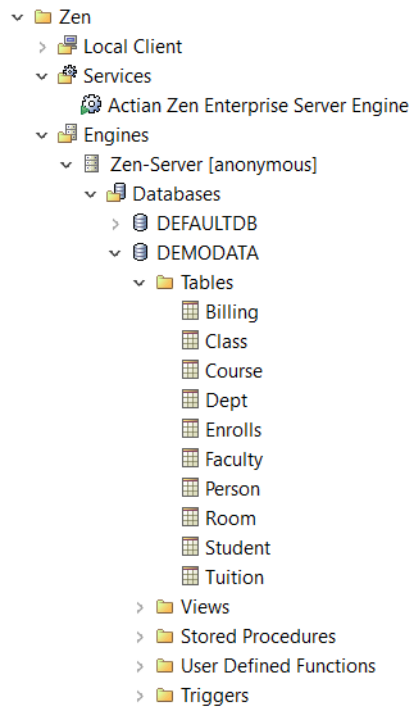 Zen
Local Client
Services
Actian Zen Enterprise Server Engine
Engines
Zen-Server [anonymous]
Databases
DEFAULTDB
DEMODATA
Tables
Billing
Class
Course
Dept
Enrolls
Faculty
Person
Room
Student
Tuition
Views
Stored Procedures
User Defined Functions
Triggers